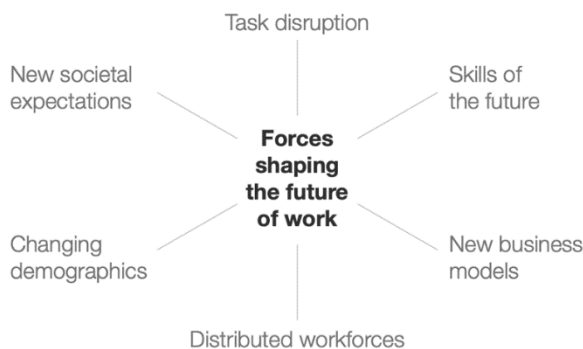 Task disruption
New societal
expectations
Skills of
the future
Forces
shaping
the future
of work
Changing
demographics
New business
models
Distributed workforces